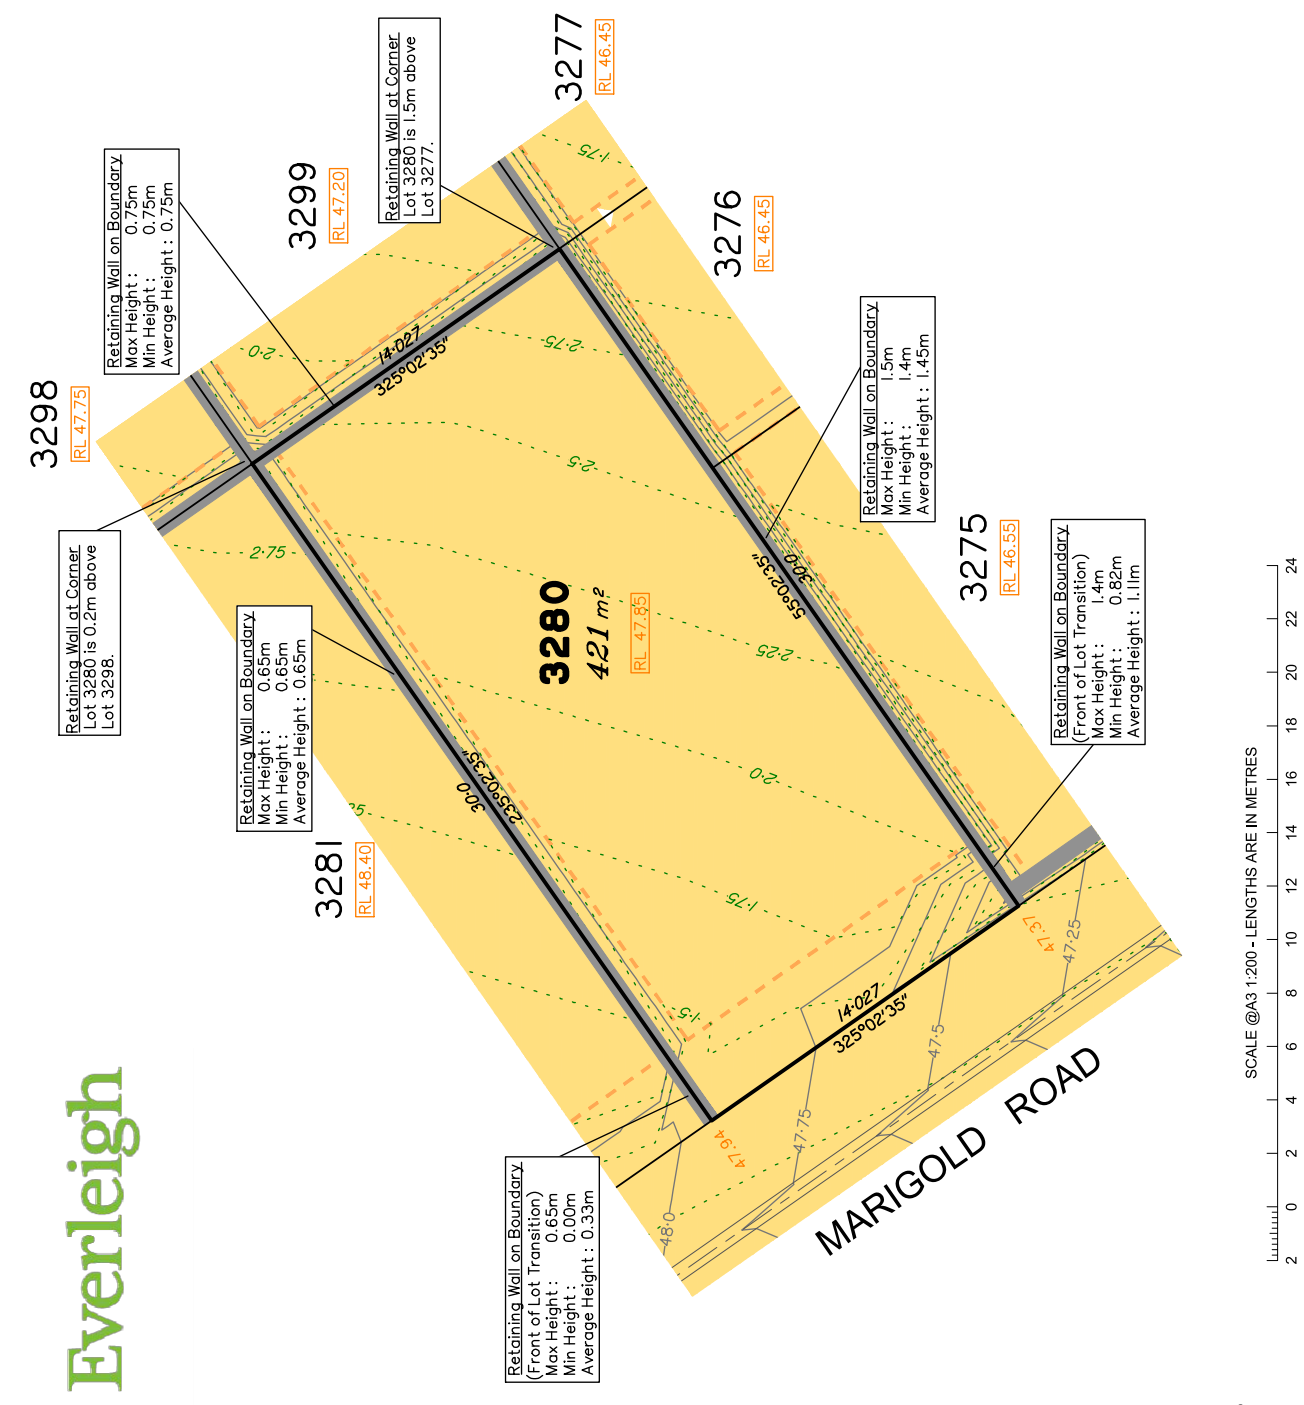 Everleigh
3298
RL 47.75
3299
RL 47.20
3277
RL 46.45
3276
RL 46.45
3275
RL 46.55
3281
RL 48.40
3280
421 m²
RL 47.85
Retaining Wall on Boundary
Max Height : 0.75m
Min Height : 0.75m
Average Height : 0.75m
Retaining Wall at Corner
Lot 3280 is 1.5m above
Lot 3277.
Retaining Wall at Corner
Lot 3280 is 0.2m above
Lot 3298.
Retaining Wall on Boundary
Max Height : 0.65m
Min Height : 0.65m
Average Height : 0.65m
Retaining Wall on Boundary
Max Height : 1.5m
Min Height : 1.4m
Average Height : 1.45m
Retaining Wall on Boundary
(Front of Lot Transition)
Max Height : 1.4m
Min Height : 0.82m
Average Height : 1.11m
Retaining Wall on Boundary
(Front of Lot Transition)
Max Height : 0.65m
Min Height : 0.00m
Average Height : 0.33m
14·027
325°02'35"
30·0
235°02'35"
55°02'35"
30·0
14·027
325°02'35"
1·75
2·0
2·75
2·75
2·5
2·25
2·0
1·75
1·5
47.94
47.37
48·0
47·75
47·5
47·25
MARIGOLD ROAD
SCALE @A3 1:200 - LENGTHS ARE IN METRES
2 0 2 4 6 8 10 12 14 16 18 20 22 24